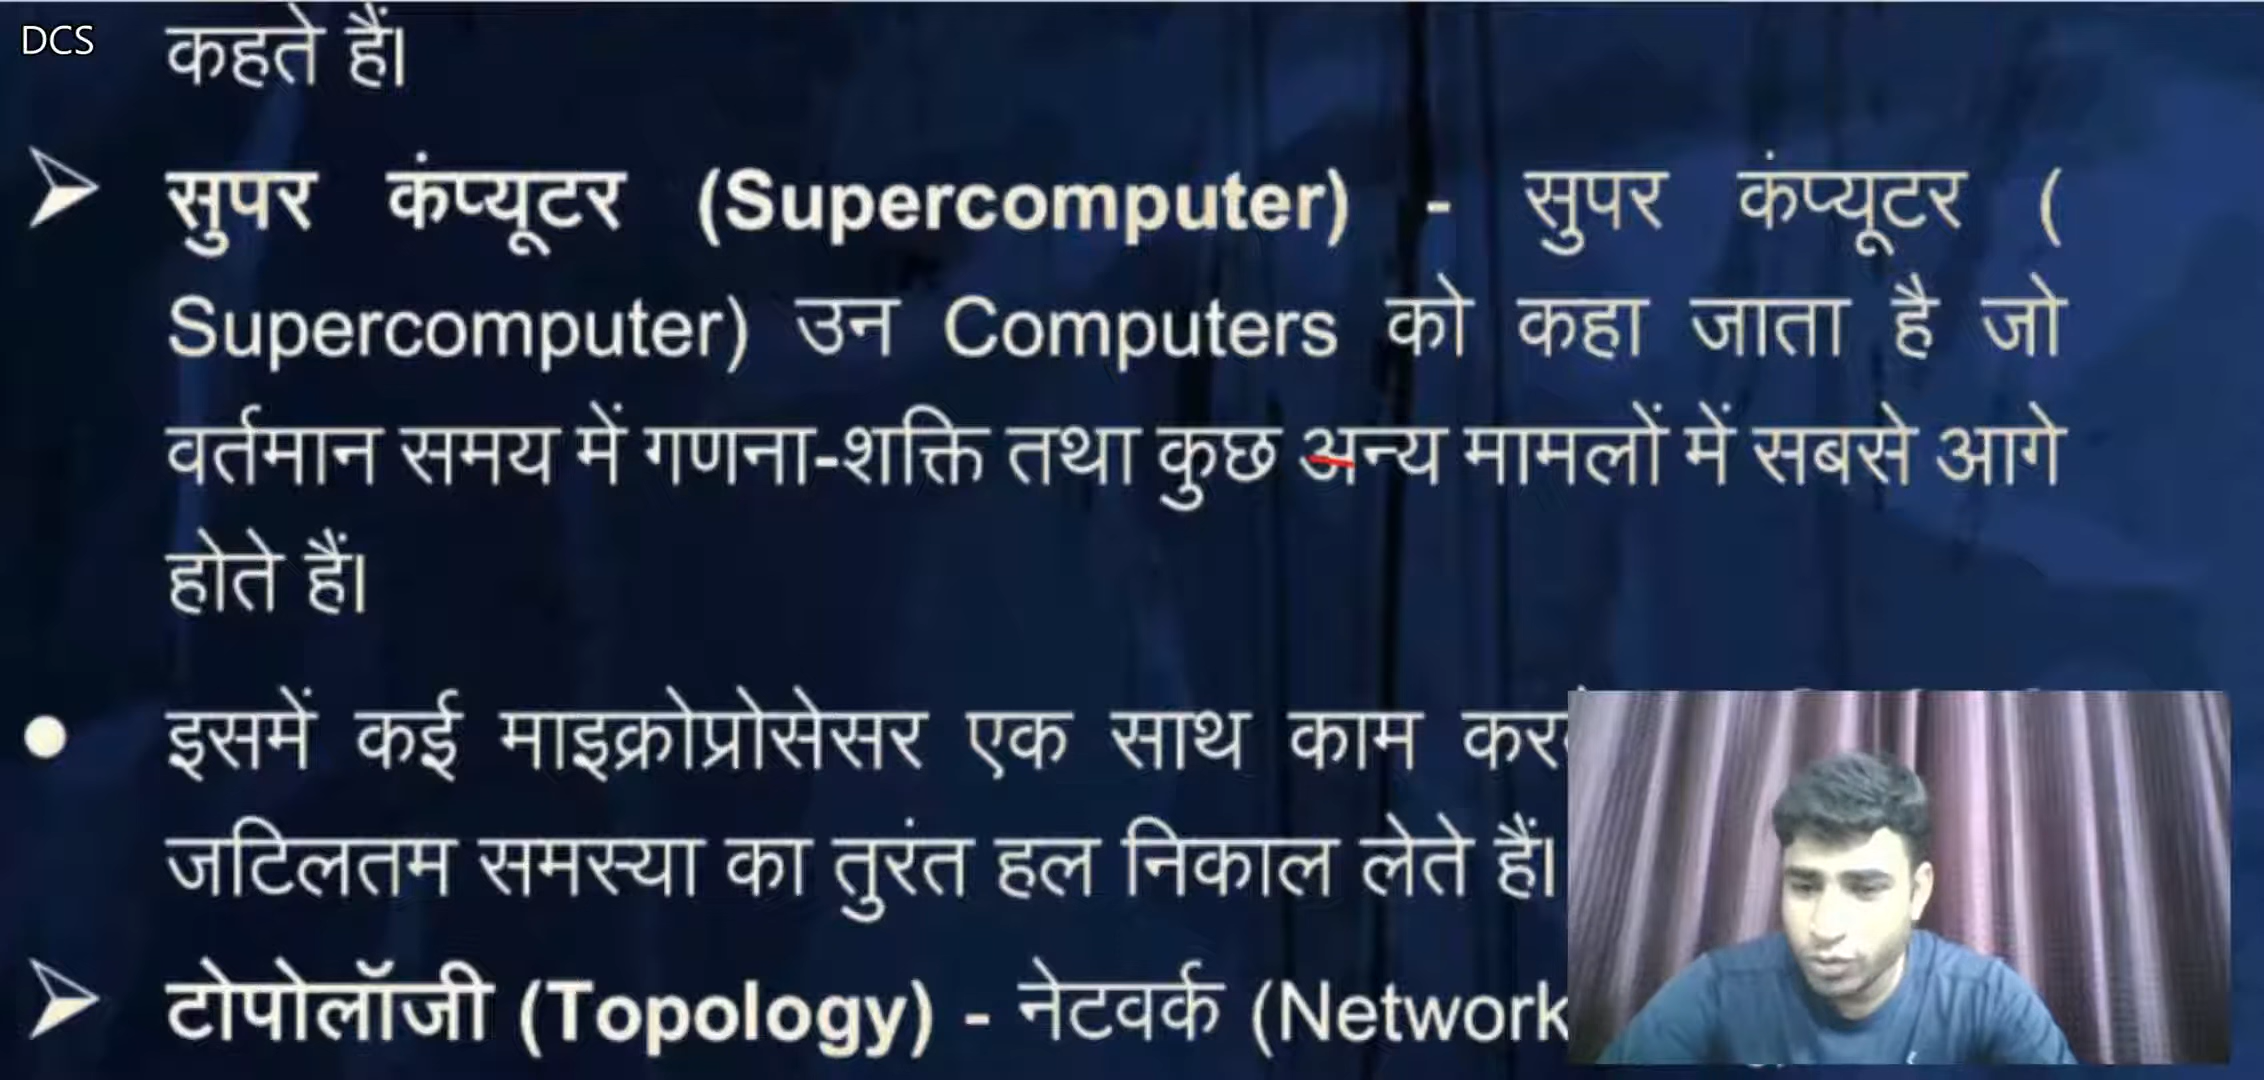 DCS
कहते हैं।
सुपर कंप्यूटर (Supercomputer) - सुपर कंप्यूटर (
Supercomputer) उन Computers को कहा जाता है जो
वर्तमान समय में गणना-शक्ति तथा कुछ अन्य मामलों में सबसे आगे
होते हैं।
इसमें कई माइक्रोप्रोसेसर एक साथ काम
जटिलतम समस्या का तुरंत हल निकाल लेते हैं।
टोपोलॉजी (Topology) - नेटवर्क (Network